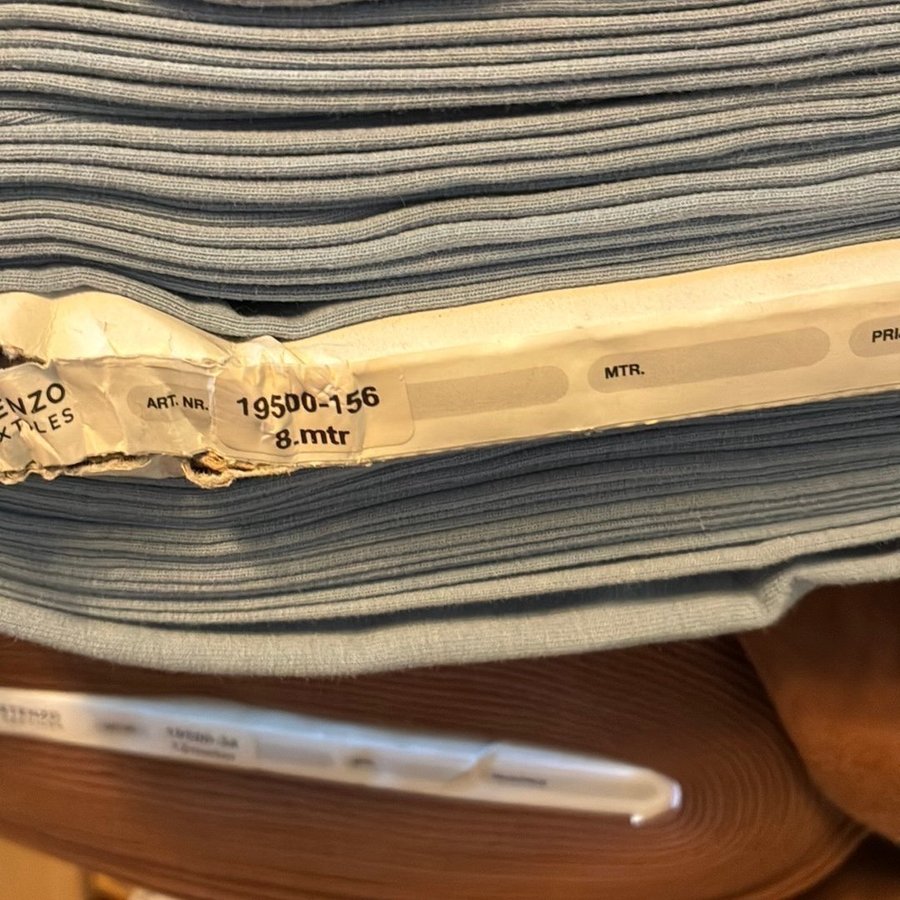 ENZO
XTILES
ART. NR.
19500-156
8.mtr
MTR.
PRI